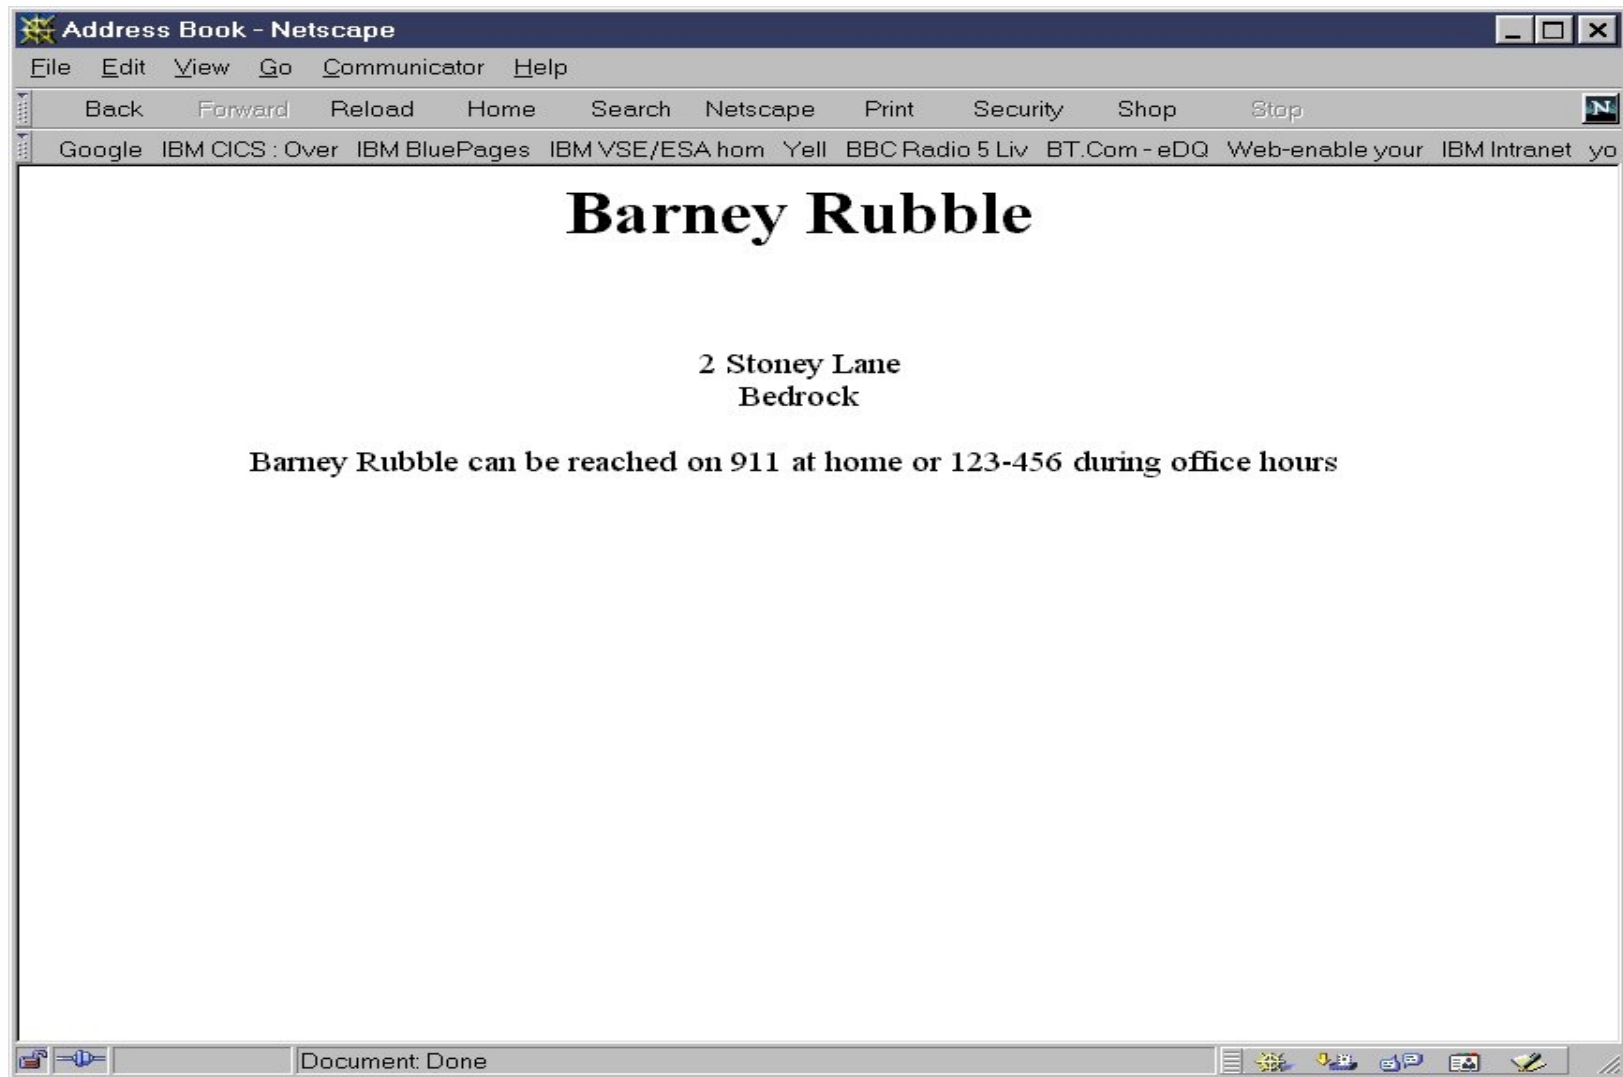 Address Book - Netscape
File Edit View Go Communicator Help
Back Forward Reload Home Search Netscape Print Security Shop Stop
N
Google IBM CICS : Over IBM BluePages IBM VSE/ESA hom Yell BBC Radio 5 Liv BT.Com - eDQ Web-enable your IBM Intranet yo
Barney Rubble
2 Stoney Lane
Bedrock
Barney Rubble can be reached on 911 at home or 123-456 during office hours
Document: Done